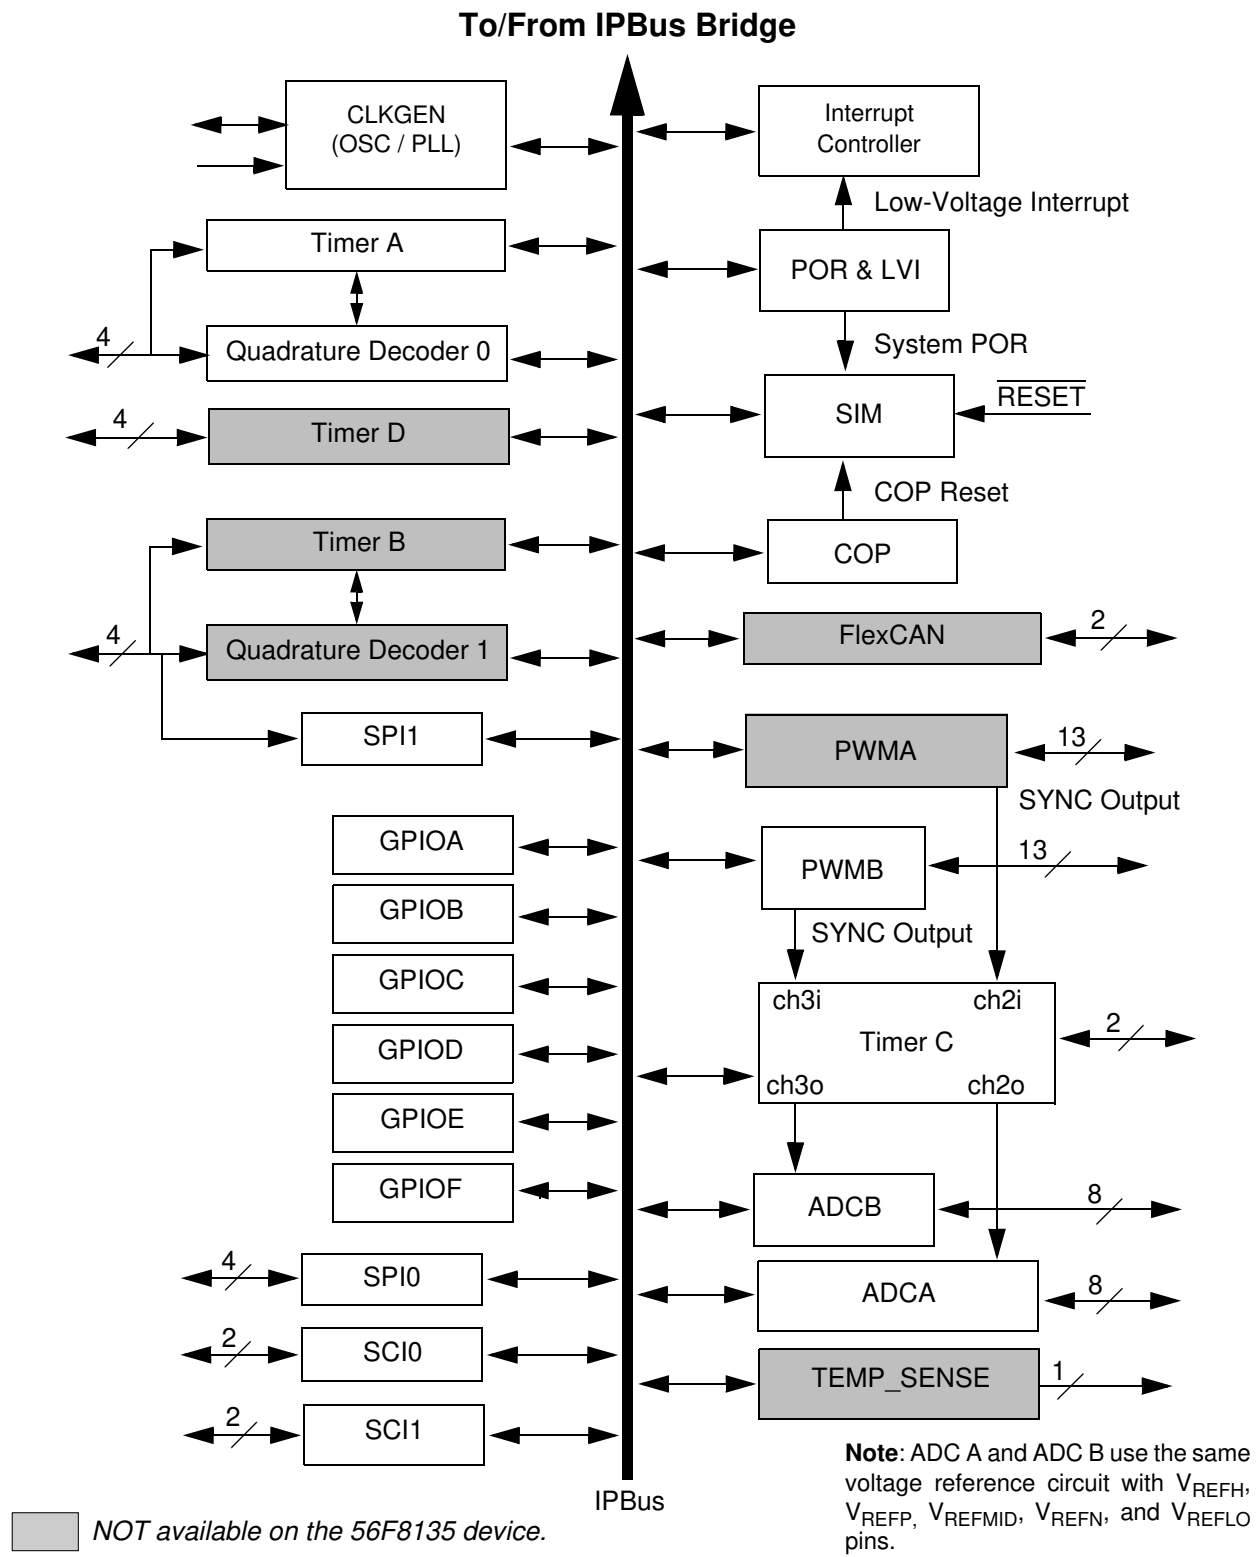 To/From IPBus Bridge
CLKGEN
(OSC / PLL)
Timer A
4
Quadrature Decoder 0
4
Timer D
Timer B
4
Quadrature Decoder 1
SPI1
GPIOA
GPIOB
GPIOC
GPIOD
GPIOE
GPIOF
4
SPI0
2
SCI0
2
SCI1
Interrupt
Controller
Low-Voltage Interrupt
POR & LVI
System POR
SIM
RESET
COP Reset
COP
FlexCAN
2
PWMA
13
SYNC Output
PWMB
13
SYNC Output
ch3i
ch2i
Timer C
2
ch3o
ch2o
ADCB
8
ADCA
8
TEMP_SENSE
1
IPBus
Note: ADC A and ADC B use the same
voltage reference circuit with VREFH,
VREFP, VREFMID, VREFN, and VREFLO
pins.
NOT available on the 56F8135 device.